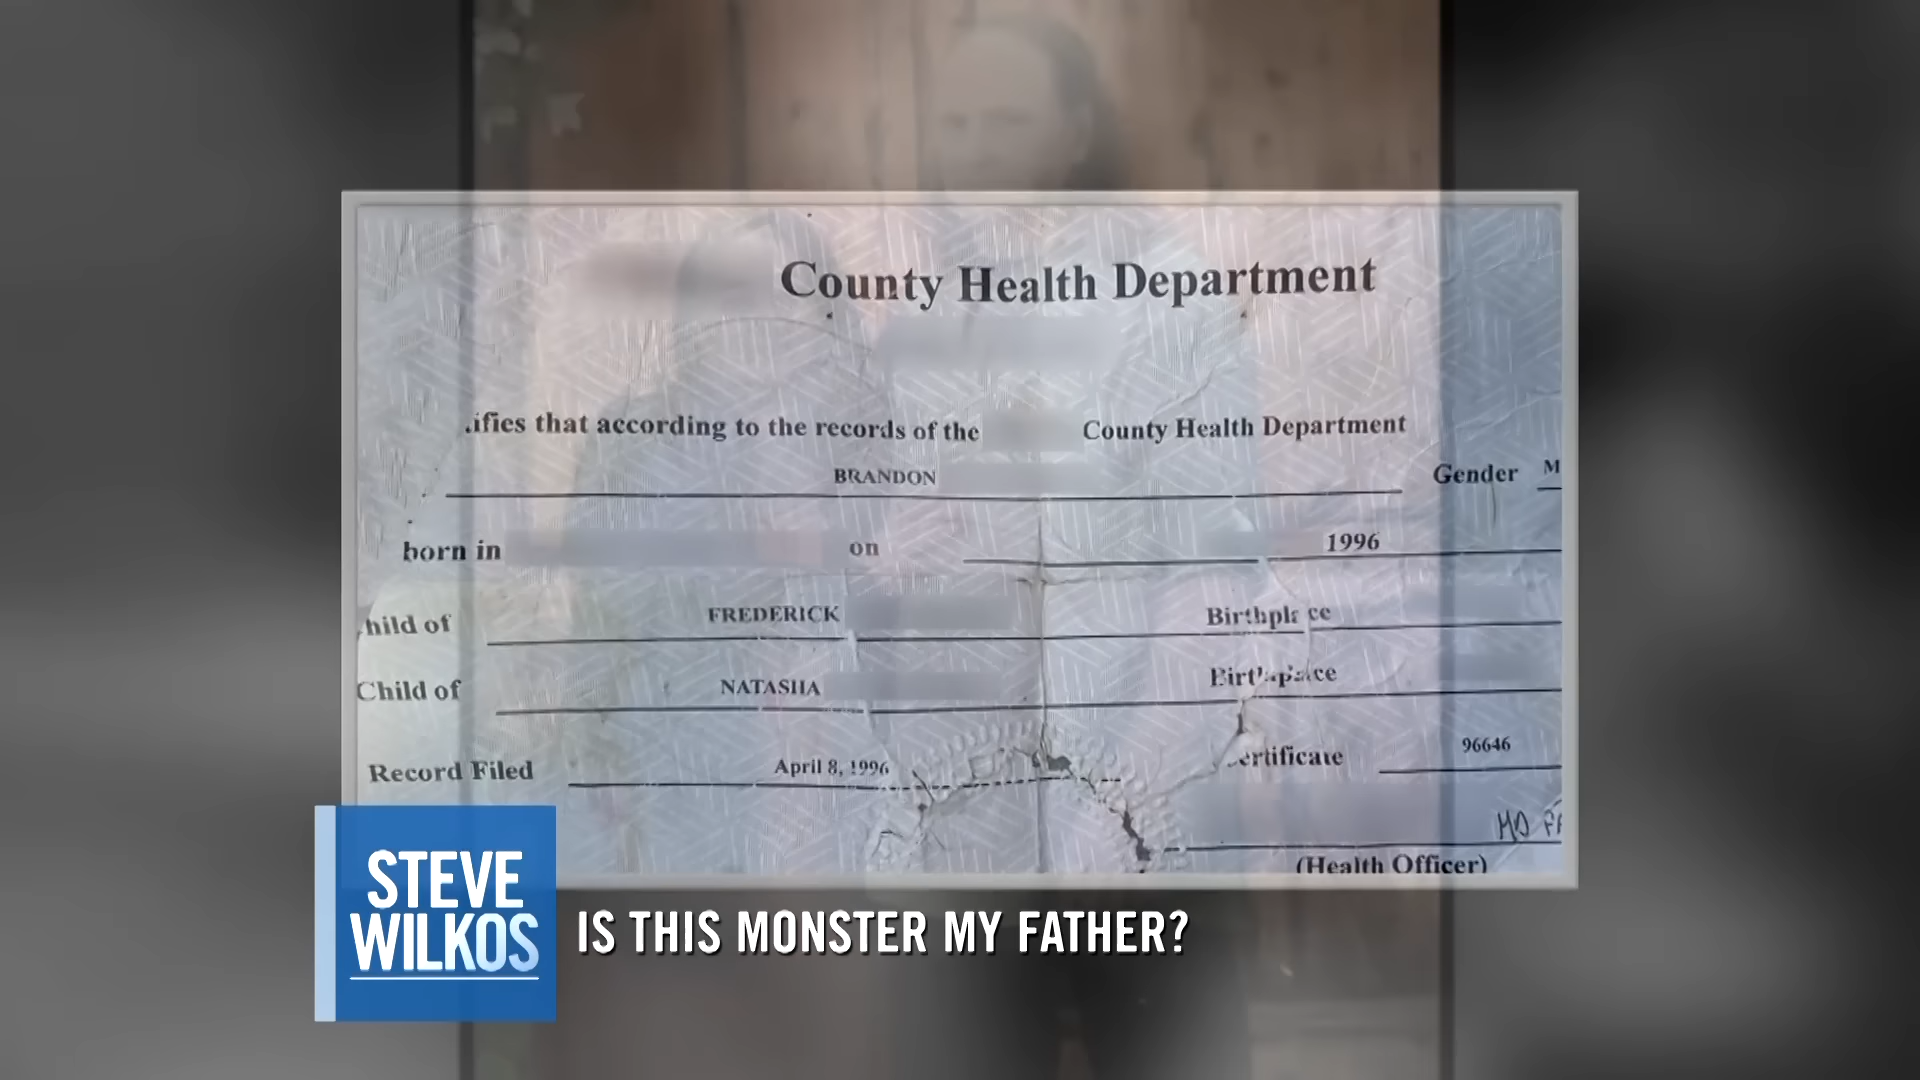 County Health Department
ifies that according to the records of the County Health Department
BRANDON Gender M
born in on 1996
hild of FREDERICK Birthplace
Child of NATASHA Birthplace
Record Filed April 8, 1996 ertificate 96646
MD
(Health Officer)
STEVE
WILKOS
IS THIS MONSTER MY FATHER?